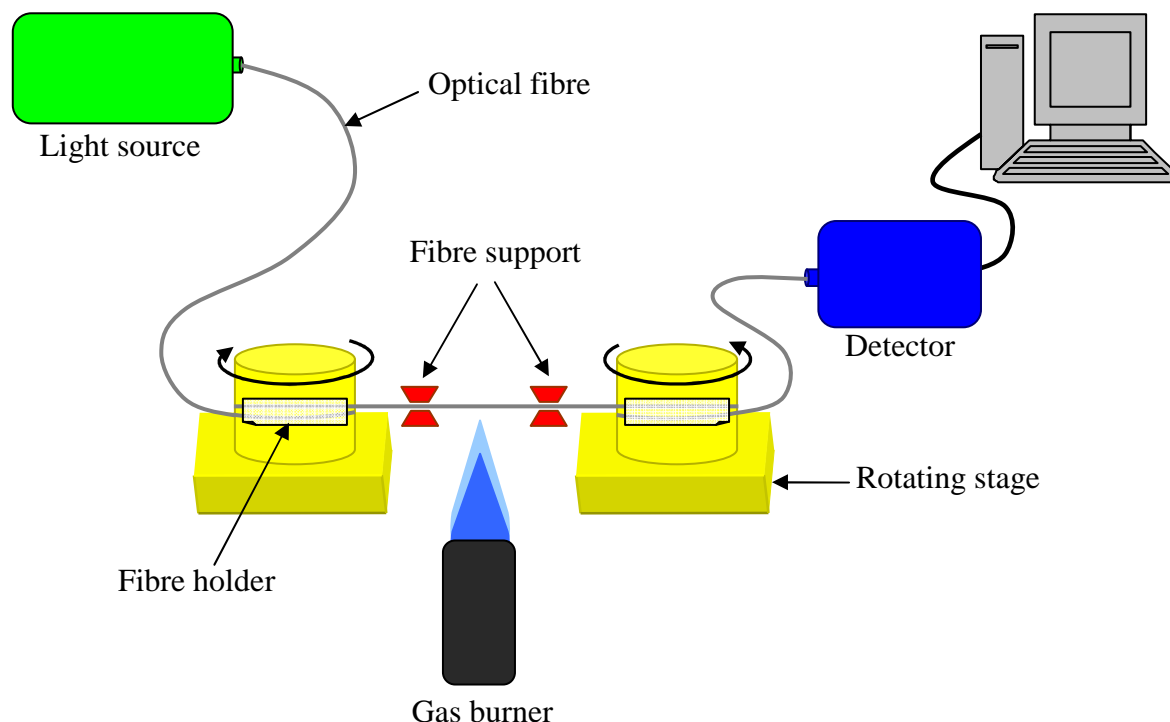 Optical fibre
Light source
Fibre support
Detector
Rotating stage
Fibre holder
Gas burner